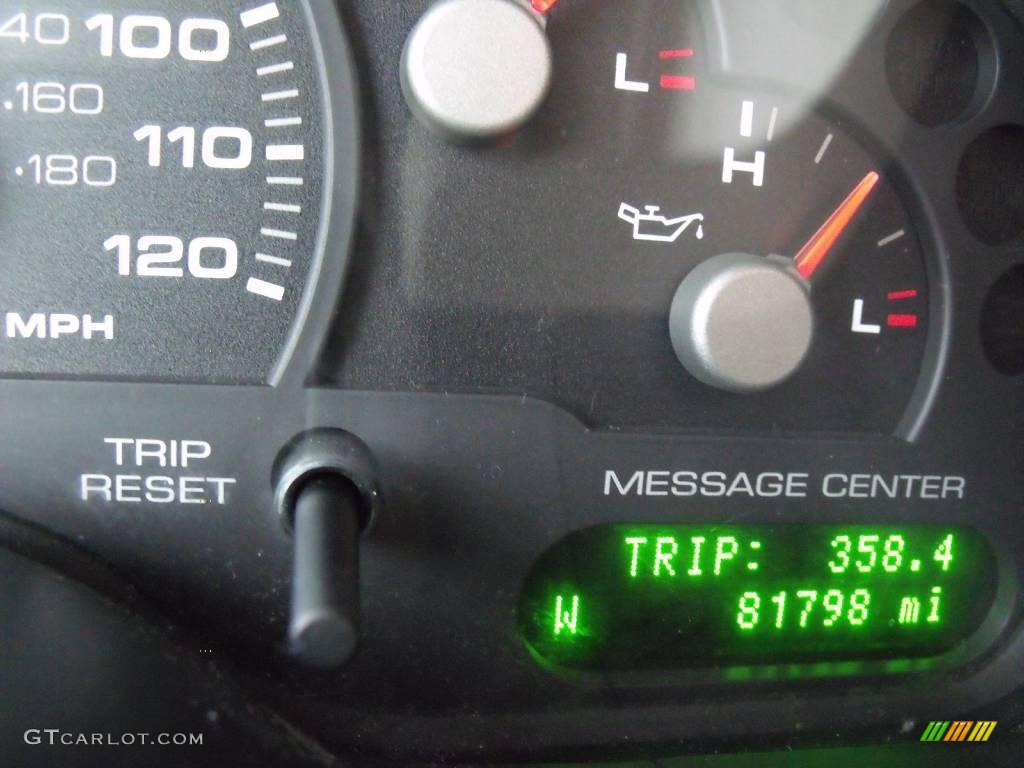 40
100
L
.160
H
110
.180
120
L
MPH
TRIP
RESET
MESSAGE CENTER
TRIP: 358.4
W 81798 mi
GTCARLOT.COM